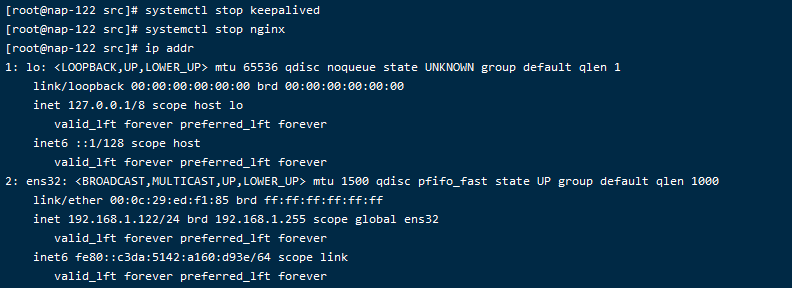 [root@nap-122 src]# systemctl stop keepalived
[root@nap-122 src]# systemctl stop nginx
[root@nap-122 src]# ip addr
1: lo: <LOOPBACK,UP,LOWER_UP> mtu 65536 qdisc noqueue state UNKNOWN group default qlen 1
    link/loopback 00:00:00:00:00:00 brd 00:00:00:00:00:00
    inet 127.0.0.1/8 scope host lo
       valid_lft forever preferred_lft forever
    inet6 ::1/128 scope host
       valid_lft forever preferred_lft forever
2: ens32: <BROADCAST,MULTICAST,UP,LOWER_UP> mtu 1500 qdisc pfifo_fast state UP group default qlen 1000
    link/ether 00:0c:29:ed:f1:85 brd ff:ff:ff:ff:ff:ff
    inet 192.168.1.122/24 brd 192.168.1.255 scope global ens32
       valid_lft forever preferred_lft forever
    inet6 fe80::c3da:5142:a160:d93e/64 scope link
       valid_lft forever preferred_lft forever